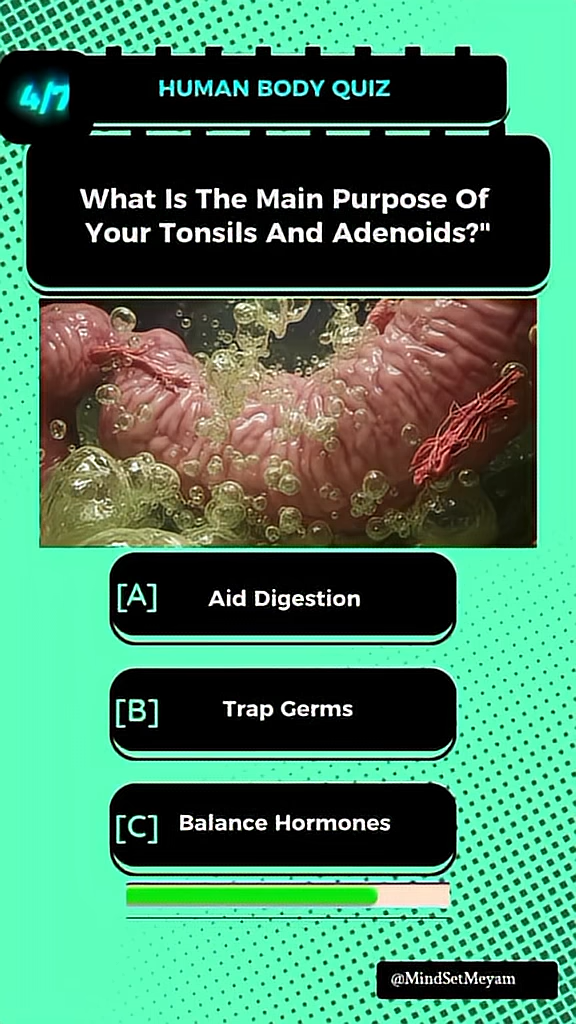 4/7
HUMAN BODY QUIZ
What Is The Main Purpose Of
Your Tonsils And Adenoids?"
[A] Aid Digestion
[B] Trap Germs
[C] Balance Hormones
@MindSetMeyam